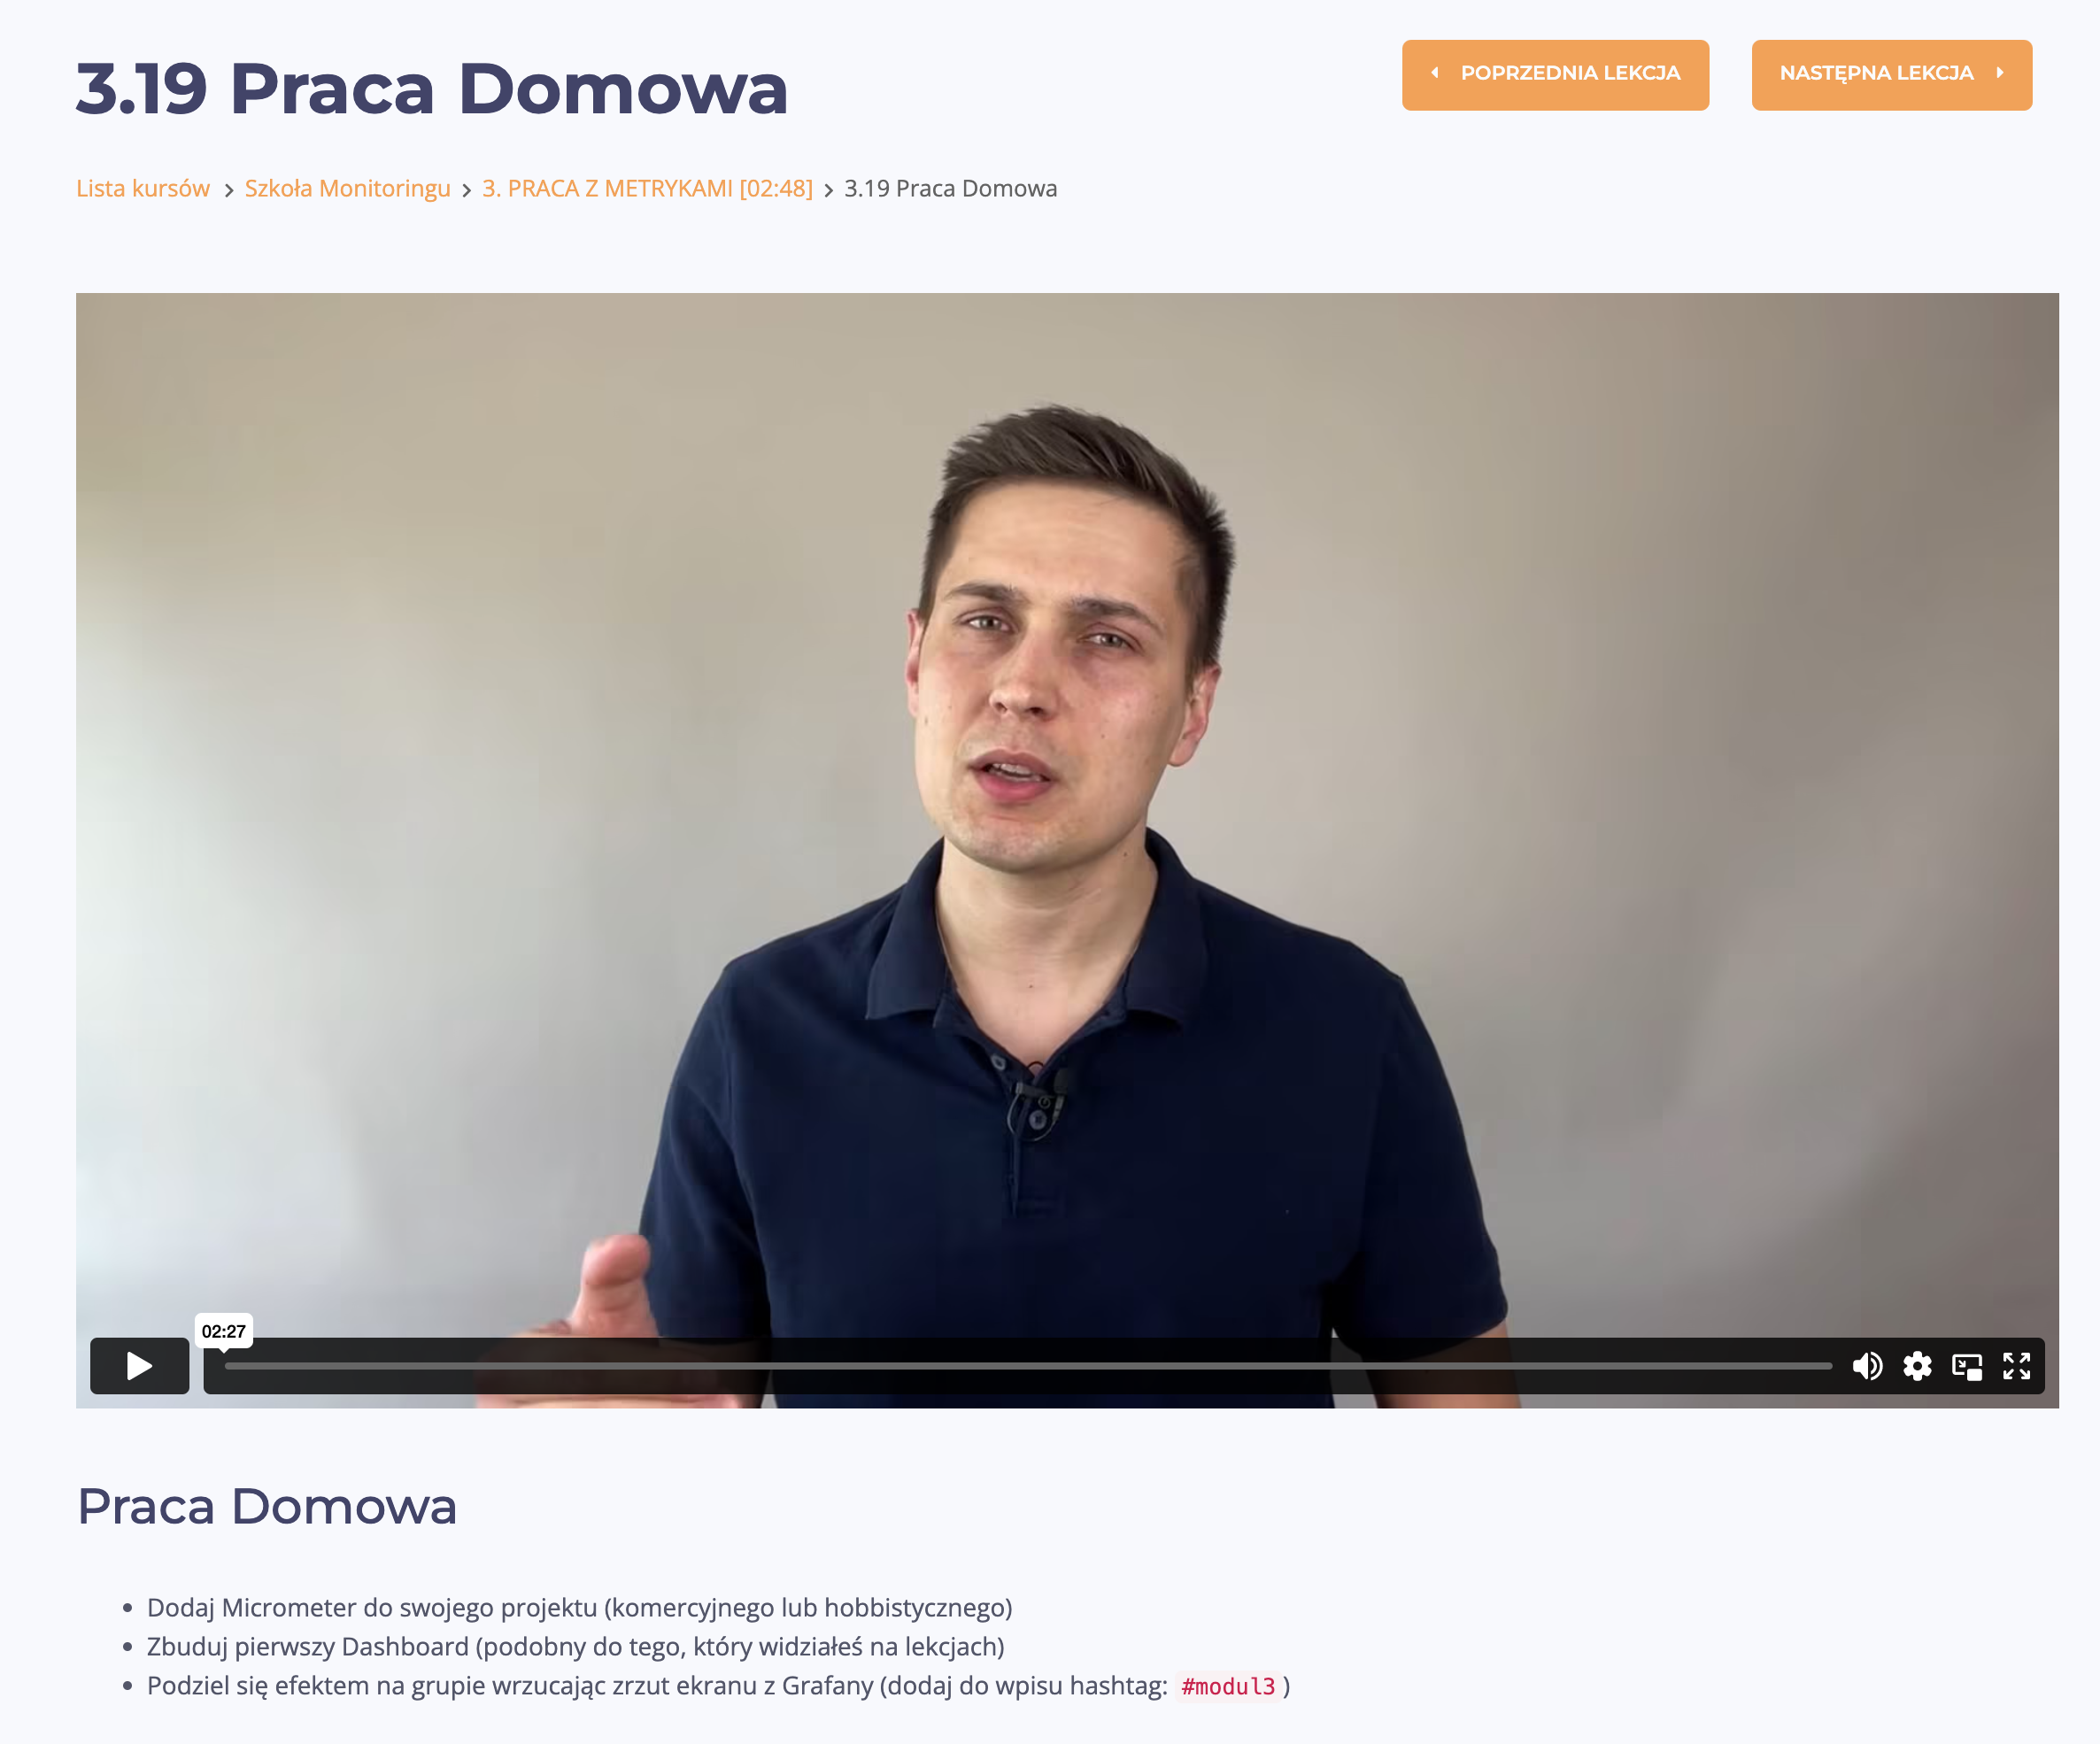 3.19 Praca Domowa
POPRZEDNIA LEKCJA
NASTĘPNA LEKCJA
Lista kursów > Szkoła Monitoringu > 3. PRACA Z METRYKAMI [02:48] > 3.19 Praca Domowa
02:27
Praca Domowa
• Dodaj Micrometer do swojego projektu (komercyjnego lub hobbistycznego)
• Zbuduj pierwszy Dashboard (podobny do tego, który widziałeś na lekcjach)
• Podziel się efektem na grupie wrzucając zrzut ekranu z Grafany (dodaj do wpisu hashtag: #modul3)